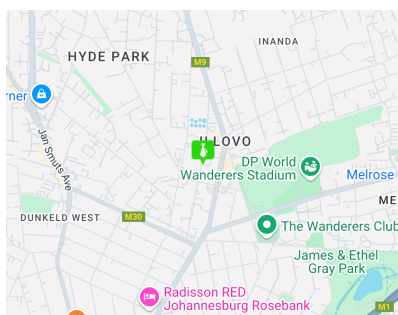 INANDA
HYDE PARK
M9
rner
Jan Smuts Ave
ILLOVO
DP World
Wanderers Stadium
Melrose
ME
DUNKELD WEST
M30
The Wanderers Club
James & Ethel
Gray Park
Radisson RED
Johannesburg Rosebank
M1